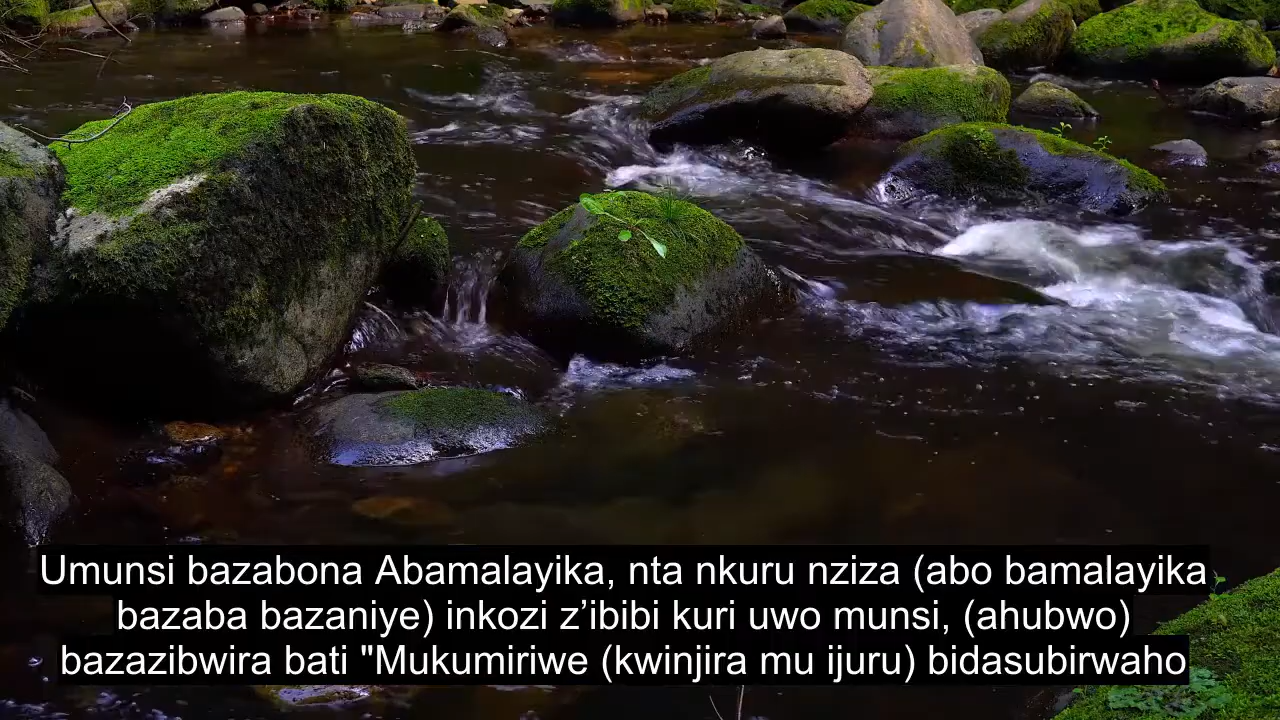 Umunsi bazabona Abamalayika, nta nkuru nziza (abo bamalayika
bazaba bazaniye) inkozi z’ibibi kuri uwo munsi, (ahubwo)
bazazibwira bati "Mukumiriwe (kwinjira mu ijuru) bidasubirwaho